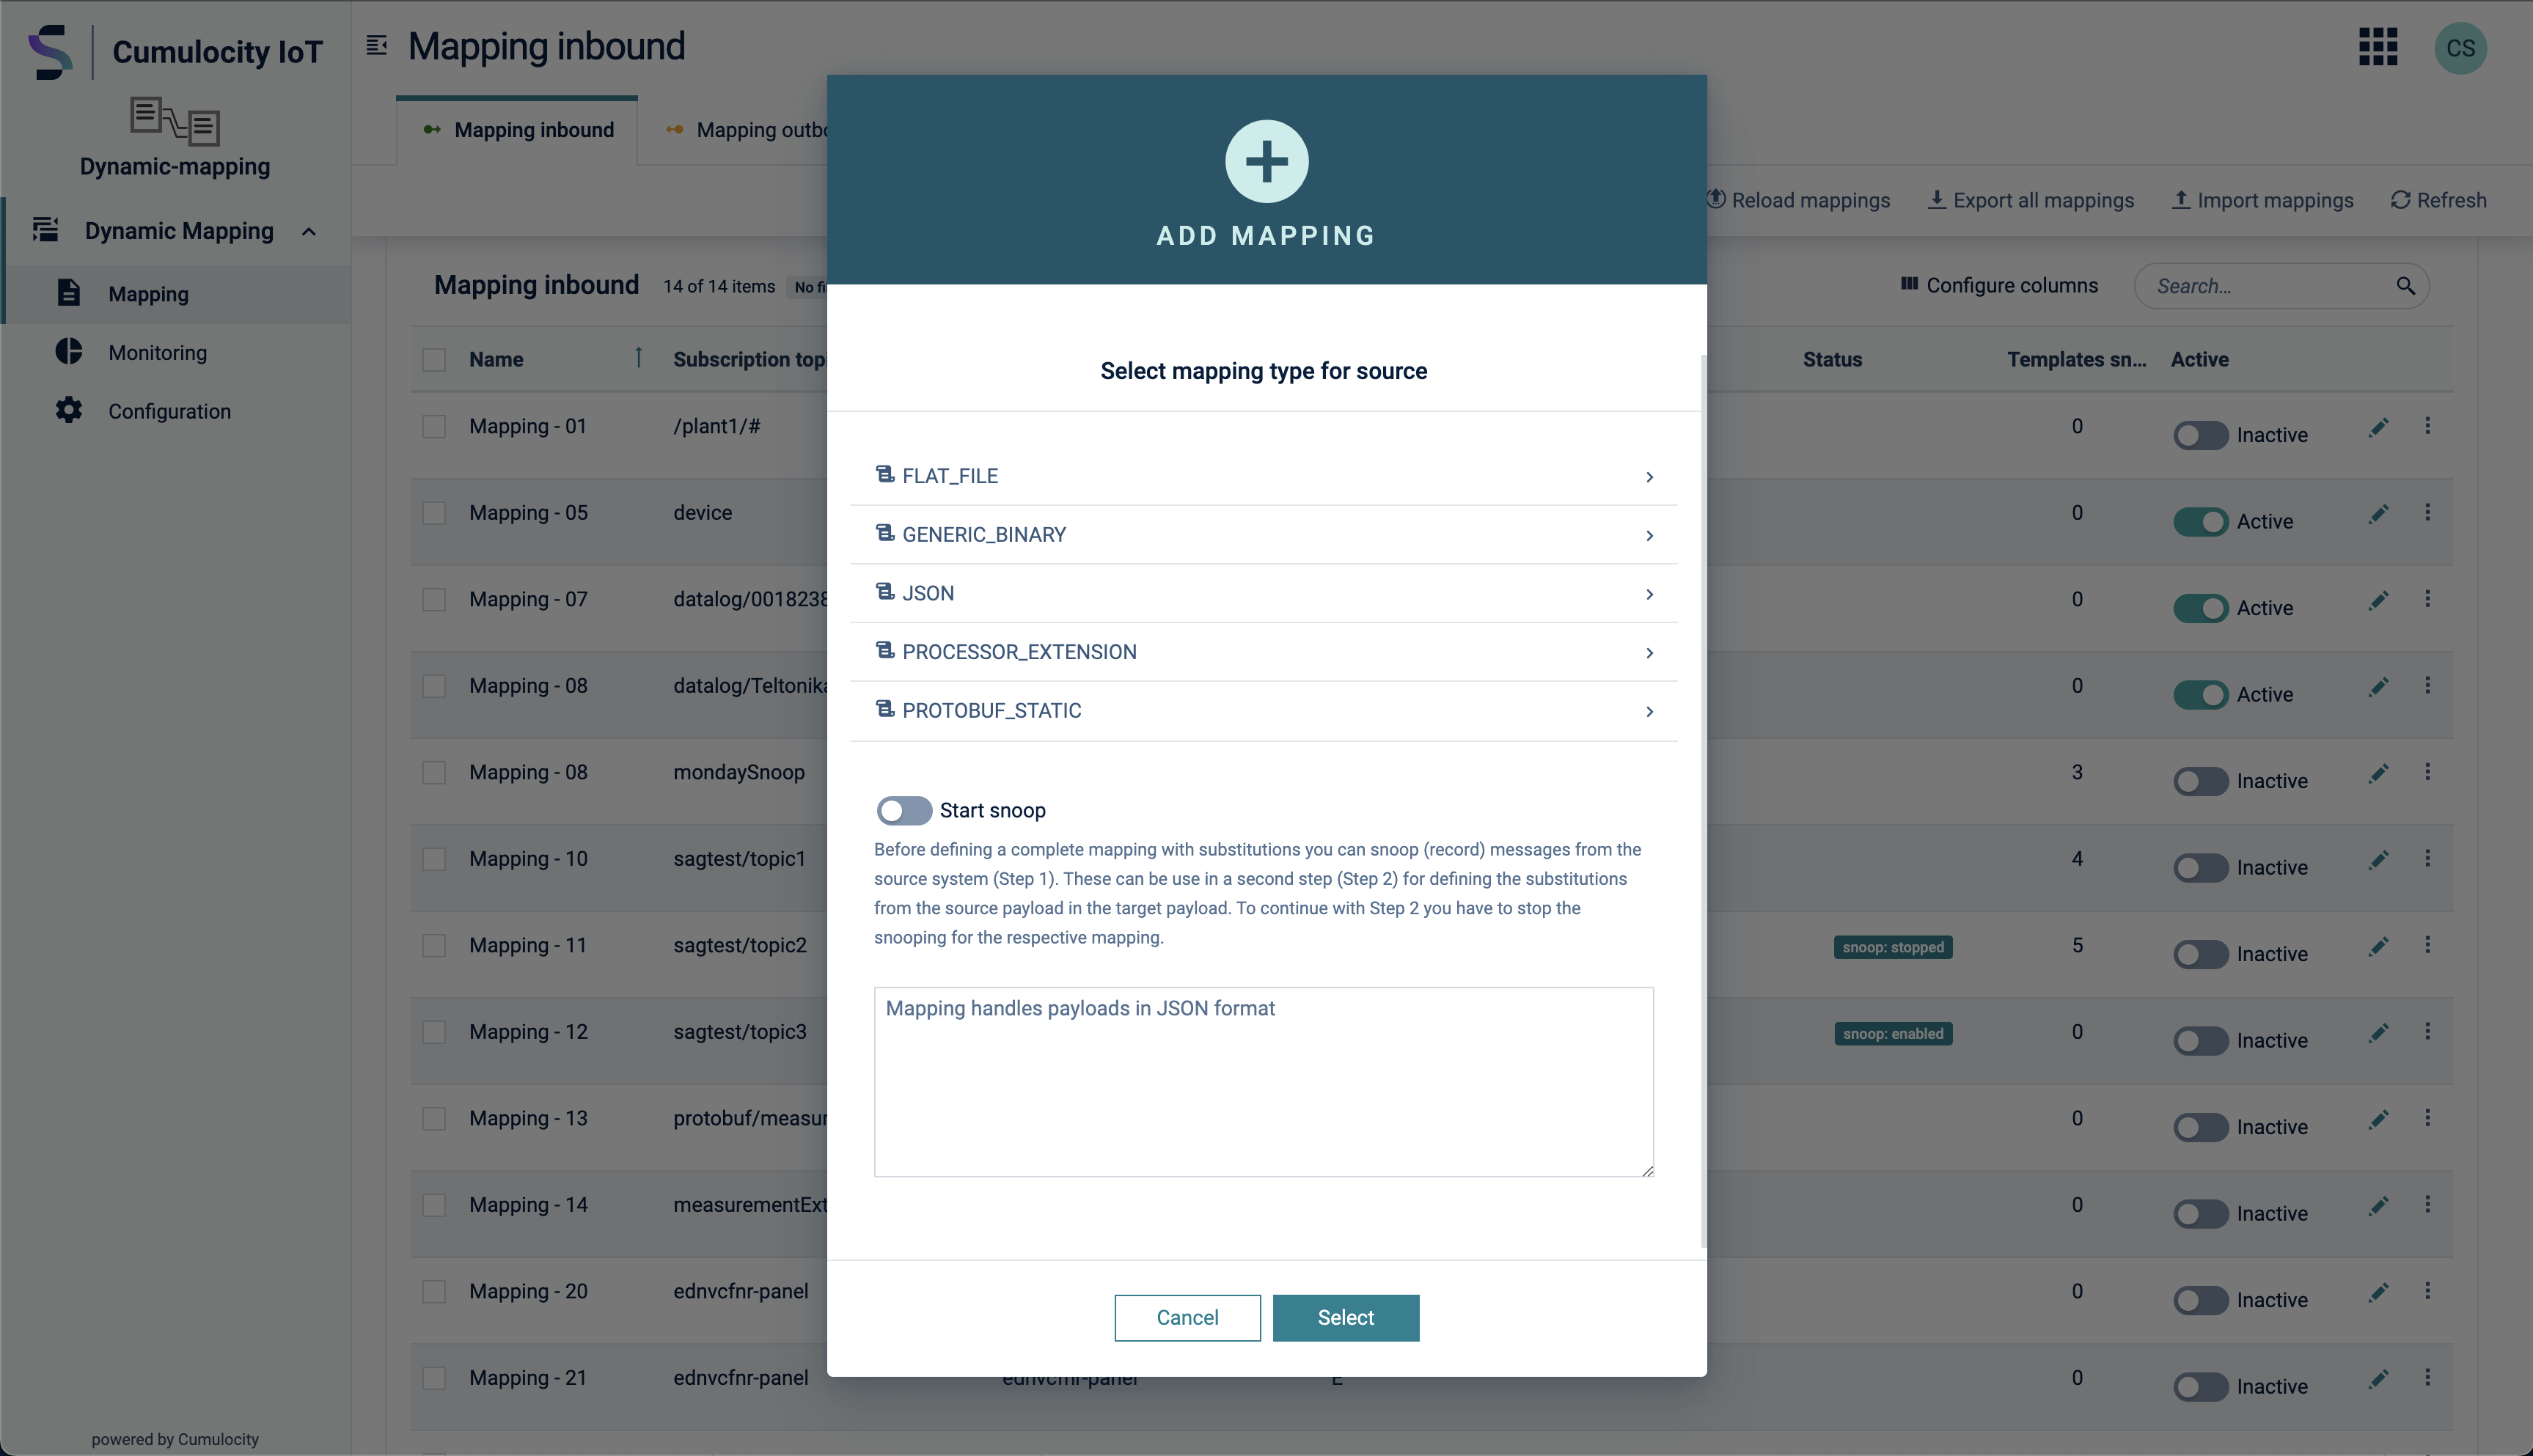 Cumulocity IoT
Dynamic-mapping
Dynamic Mapping
Mapping
Monitoring
Configuration
powered by Cumulocity
Mapping inbound
CS
Mapping inbound
Mapping outbo
Reload mappings
Export all mappings
Import mappings
Refresh
Mapping inbound 14 of 14 items No fi
Configure columns
Search...
Name Subscription topi Status Templates sn... Active
Mapping - 01 /plant1/# 0 Inactive
Mapping - 05 device 0 Active
Mapping - 07 datalog/0018238 0 Active
Mapping - 08 datalog/Teltonika 0 Active
Mapping - 08 mondaySnoop 3 Inactive
Mapping - 10 sagtest/topic1 4 Inactive
Mapping - 11 sagtest/topic2 snoop: stopped 5 Inactive
Mapping - 12 sagtest/topic3 snoop: enabled 0 Inactive
Mapping - 13 protobuf/measur 0 Inactive
Mapping - 14 measurementExt 0 Inactive
Mapping - 20 ednvcfnr-panel 0 Inactive
Mapping - 21 ednvcfnr-panel ednvcfnr-panel E 0 Inactive
ADD MAPPING
Select mapping type for source
FLAT_FILE
GENERIC_BINARY
JSON
PROCESSOR_EXTENSION
PROTOBUF_STATIC
Start snoop
Before defining a complete mapping with substitutions you can snoop (record) messages from the
source system (Step 1). These can be use in a second step (Step 2) for defining the substitutions
from the source payload in the target payload. To continue with Step 2 you have to stop the
snooping for the respective mapping.
Mapping handles payloads in JSON format
Cancel
Select